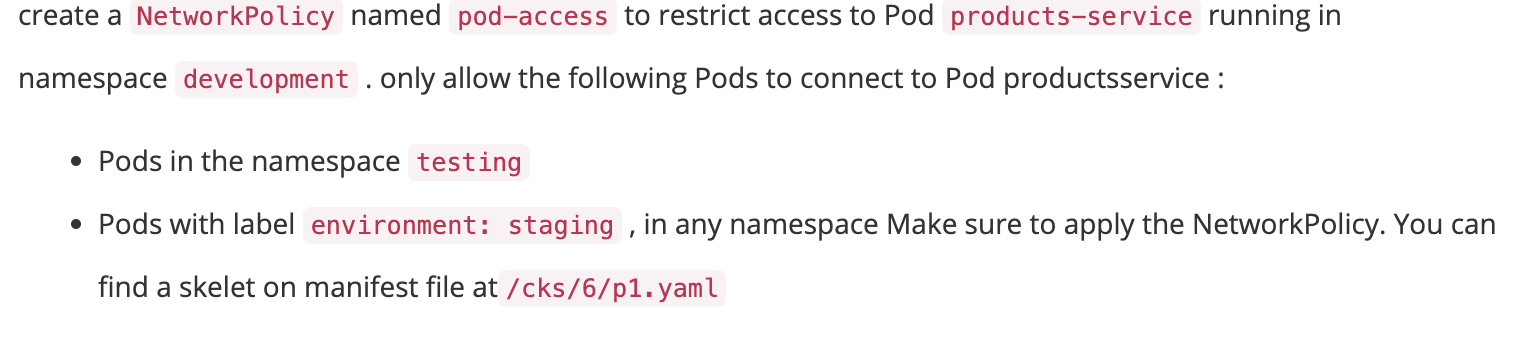 create a NetworkPolicy named pod-access to restrict access to Pod products-service running in
namespace development . only allow the following Pods to connect to Pod productsservice :
• Pods in the namespace testing
• Pods with label environment: staging , in any namespace Make sure to apply the NetworkPolicy. You can
find a skelet on manifest file at /cks/6/p1.yaml